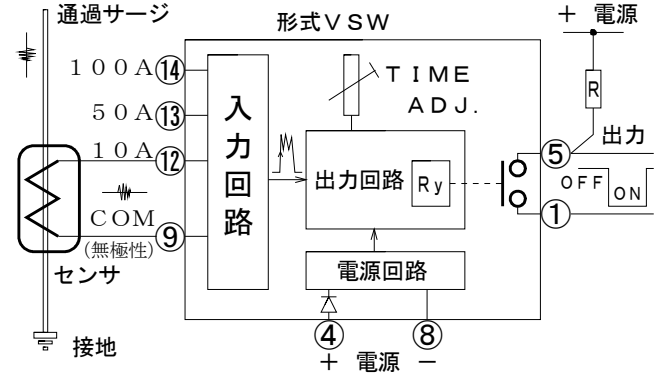 通過サージ
形式VSW
+ 電源
100A⑭
50A⑬
10A⑫
COM
(無極性)⑨
センサ
接地
入力回路
TIME
ADJ.
出力回路
Ry
電源回路
④
⑧
+ 電源 −
R
出力
⑤
OFF
ON
①